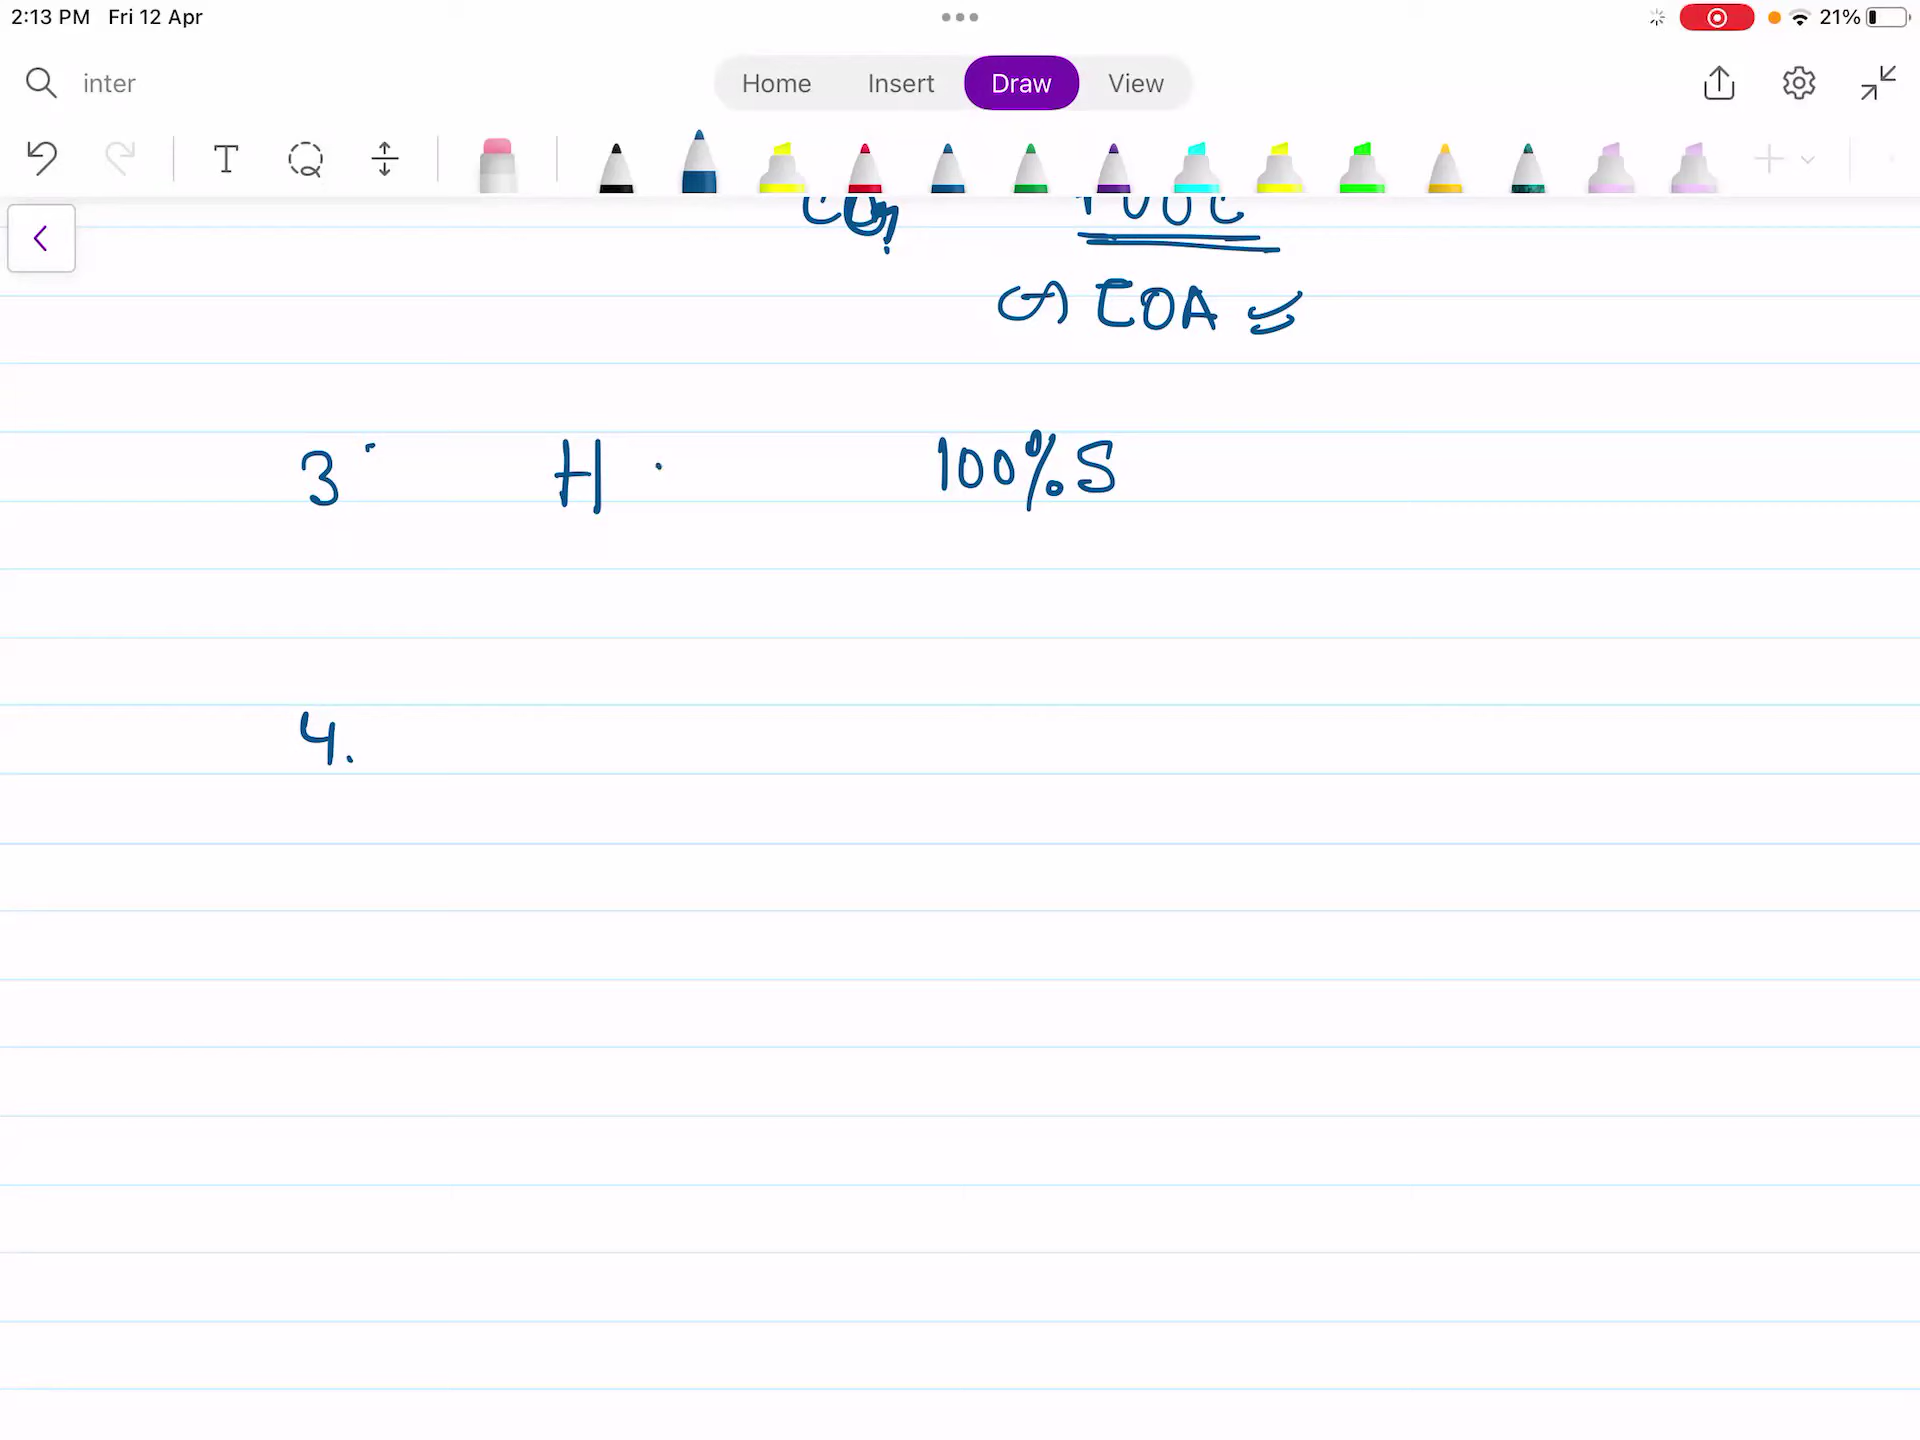 2:13 PM Fri 12 Apr 21%
inter Home Insert Draw View
T
COA
3. H. 100% S
4.